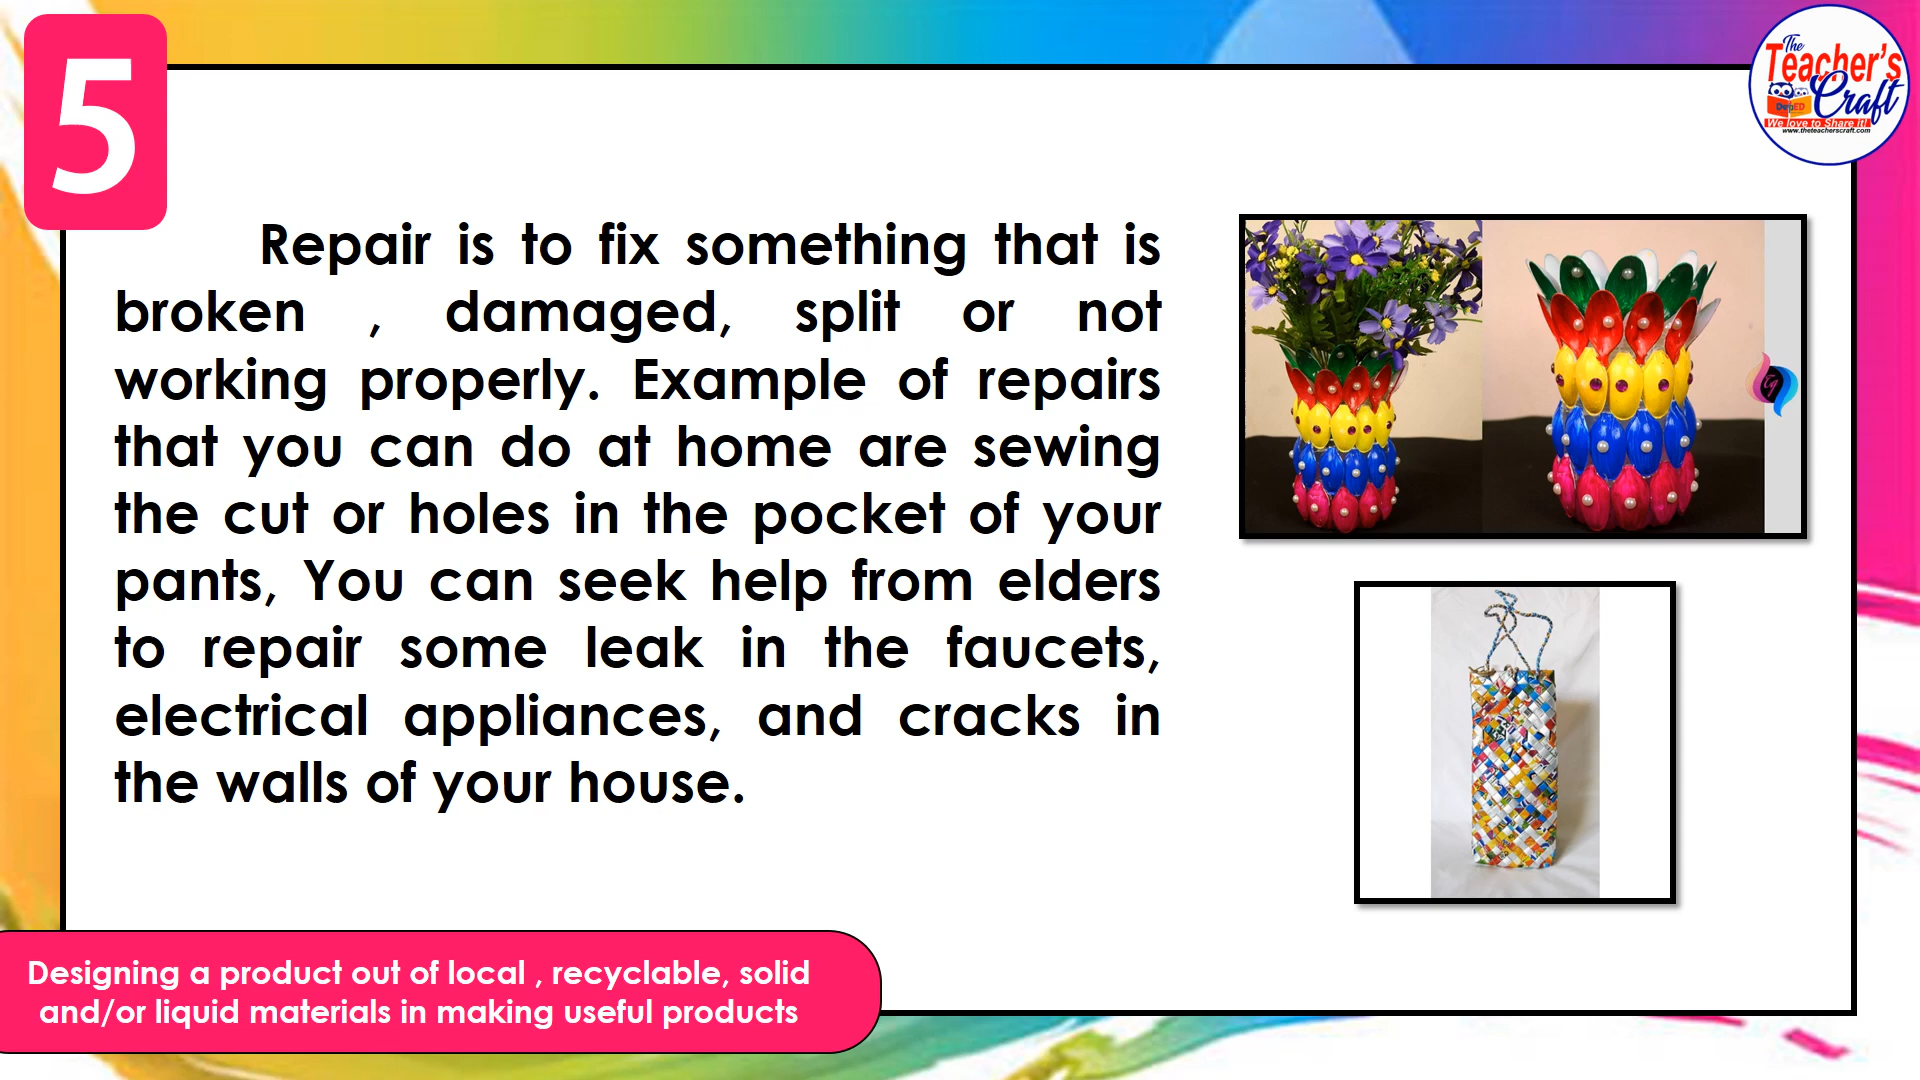 5
The
Teacher's
Craft
DepED
We love to Share It!
www.theteacherscraft.com
Repair is to fix something that is
broken , damaged, split or not
working properly. Example of repairs
that you can do at home are sewing
the cut or holes in the pocket of your
pants, You can seek help from elders
to repair some leak in the faucets,
electrical appliances, and cracks in
the walls of your house.
Designing a product out of local , recyclable, solid
and/or liquid materials in making useful products